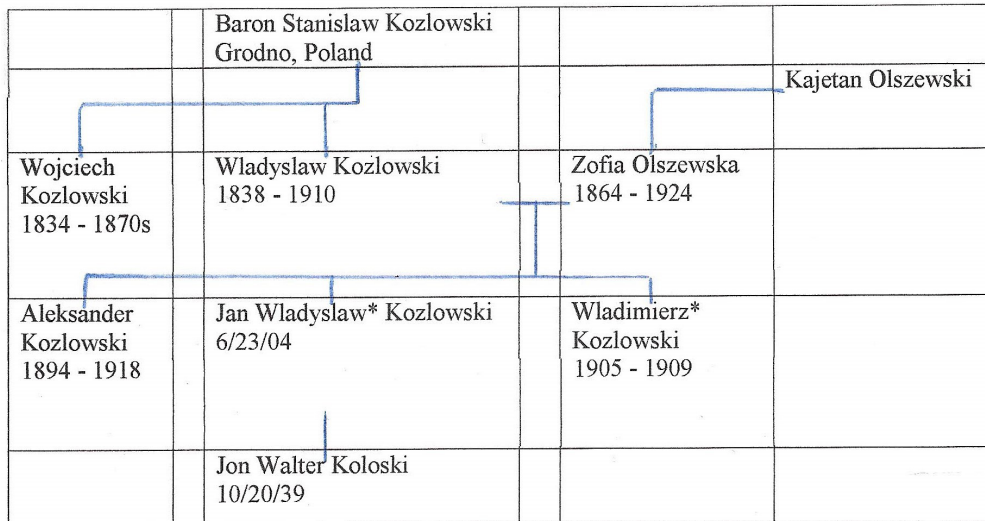 Baron Stanislaw Kozlowski
Grodno, Poland
Kajetan Olszewski
Wojciech
Kozlowski
1834 - 1870s
Wladyslaw Kozlowski
1838 - 1910
Zofia Olszewska
1864 - 1924
Aleksander
Kozlowski
1894 - 1918
Jan Wladyslaw* Kozlowski
6/23/04
Wladimierz*
Kozlowski
1905 - 1909
Jon Walter Koloski
10/20/39